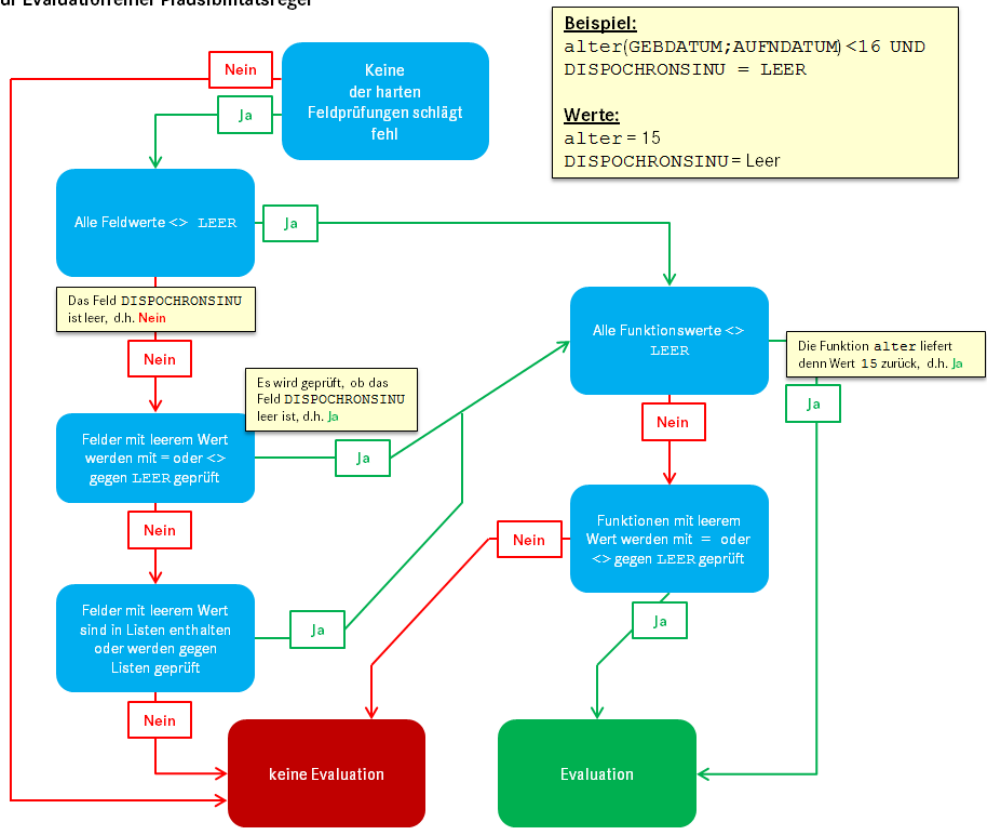 Beispiel:
alter(GEBDATUM;AUFNDATUM)<16 UND
DISPOCHRONSINU = LEER
Werte:
alter = 15
DISPOCHRONSINU = Leer
Keine
der harten
Feldprüfungen schlägt
fehl
Nein
Ja
Alle Feldwerte <> LEER
Ja
Das Feld DISPOCHRONSINU
ist leer, d.h. Nein
Nein
Alle Funktionswerte <>
LEER
Die Funktion alter liefert
denn Wert 15 zurück, d.h. Ja
Ja
Es wird geprüft, ob das
Feld DISPOCHRONSINU
leer ist, d.h. Ja
Nein
Felder mit leerem Wert
werden mit = oder <>
gegen LEER geprüft
Ja
Nein
Funktionen mit leerem
Wert werden mit = oder
<> gegen LEER geprüft
Nein
Ja
Felder mit leerem Wert
sind in Listen enthalten
oder werden gegen
Listen geprüft
Ja
Nein
keine Evaluation
Evaluation